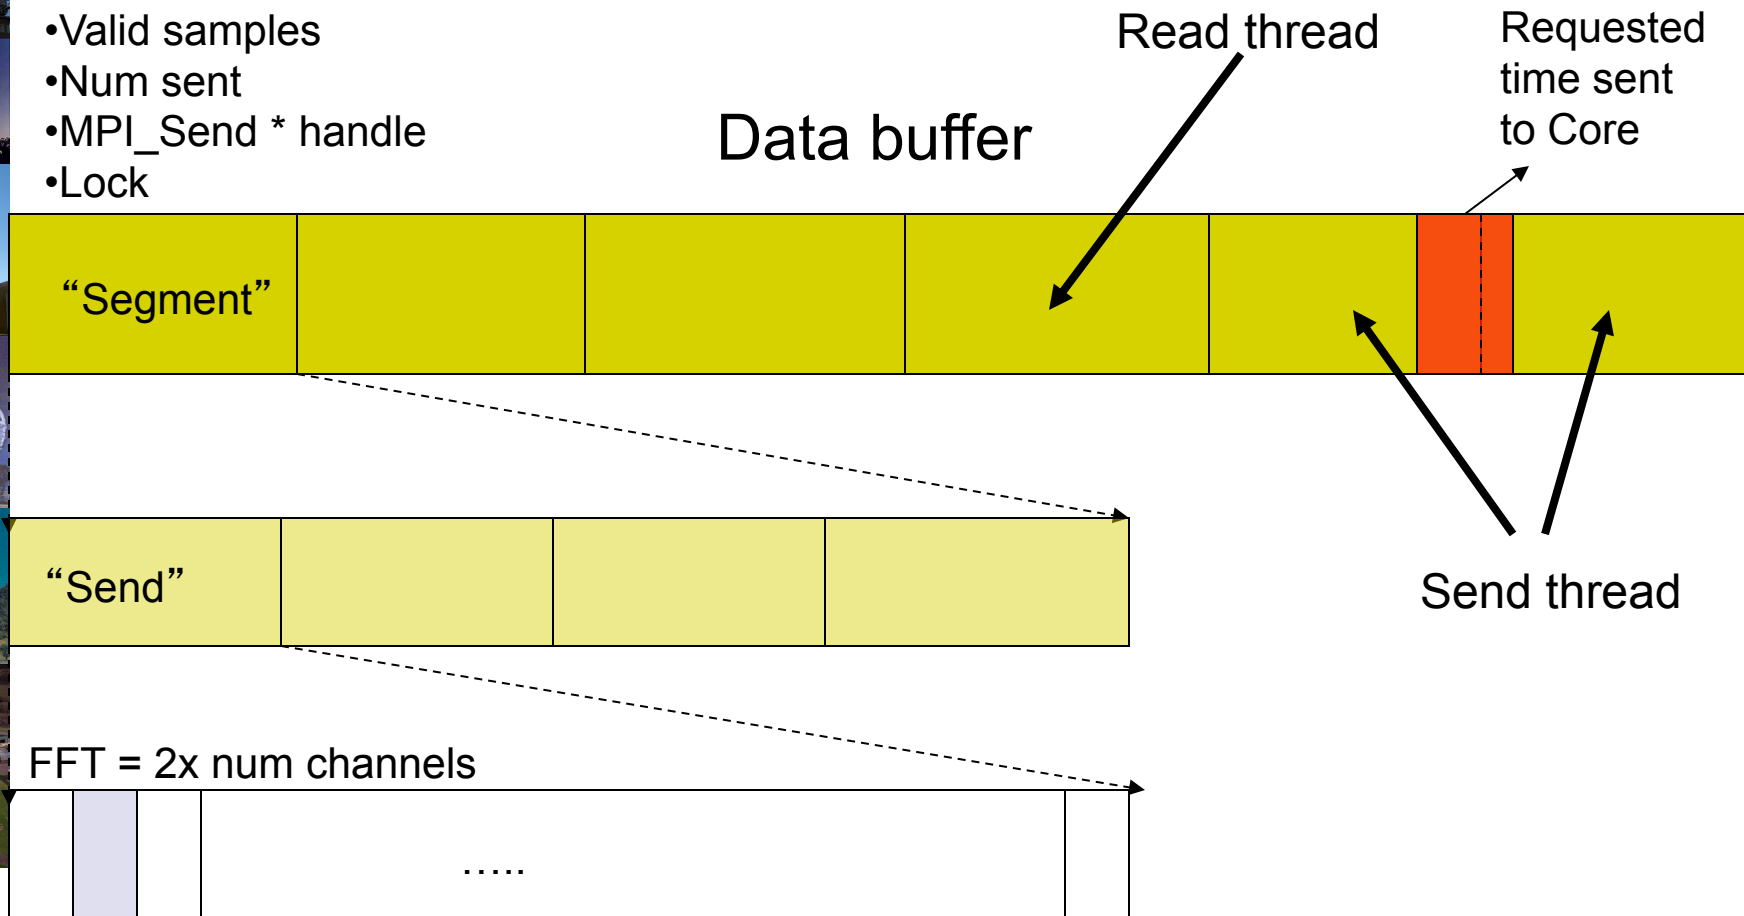 •Valid samples
•Num sent
•MPI_Send * handle
•Lock
Data buffer
Read thread
Requested
time sent
to Core
“Segment”
“Send”
Send thread
FFT = 2x num channels
.....